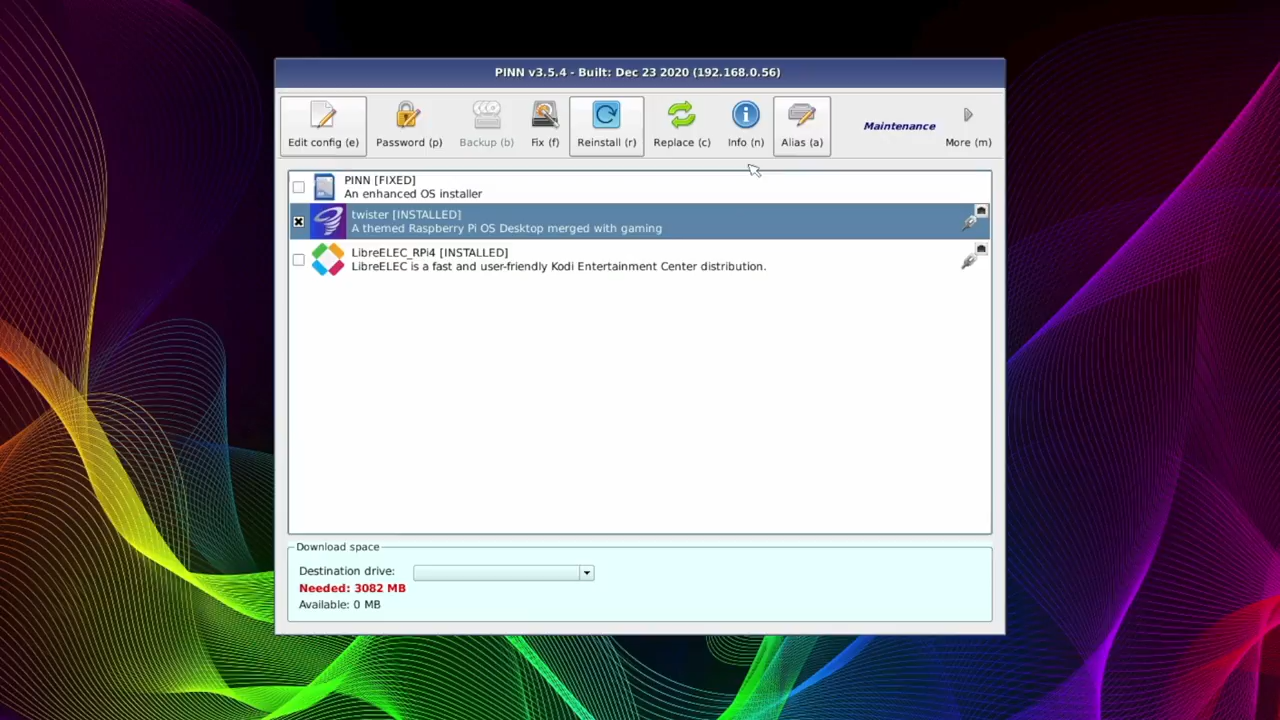 PINN v3.5.4 - Built: Dec 23 2020 (192.168.0.56)
Edit config (e)
Password (p)
Backup (b)
Fix (f)
Reinstall (r)
Replace (c)
Info (n)
Alias (a)
Maintenance
More (m)
PINN [FIXED]
An enhanced OS installer
twister [INSTALLED]
A themed Raspberry Pi OS Desktop merged with gaming
LibreELEC_RPi4 [INSTALLED]
LibreELEC is a fast and user-friendly Kodi Entertainment Center distribution.
Download space
Destination drive:
Needed: 3082 MB
Available: 0 MB